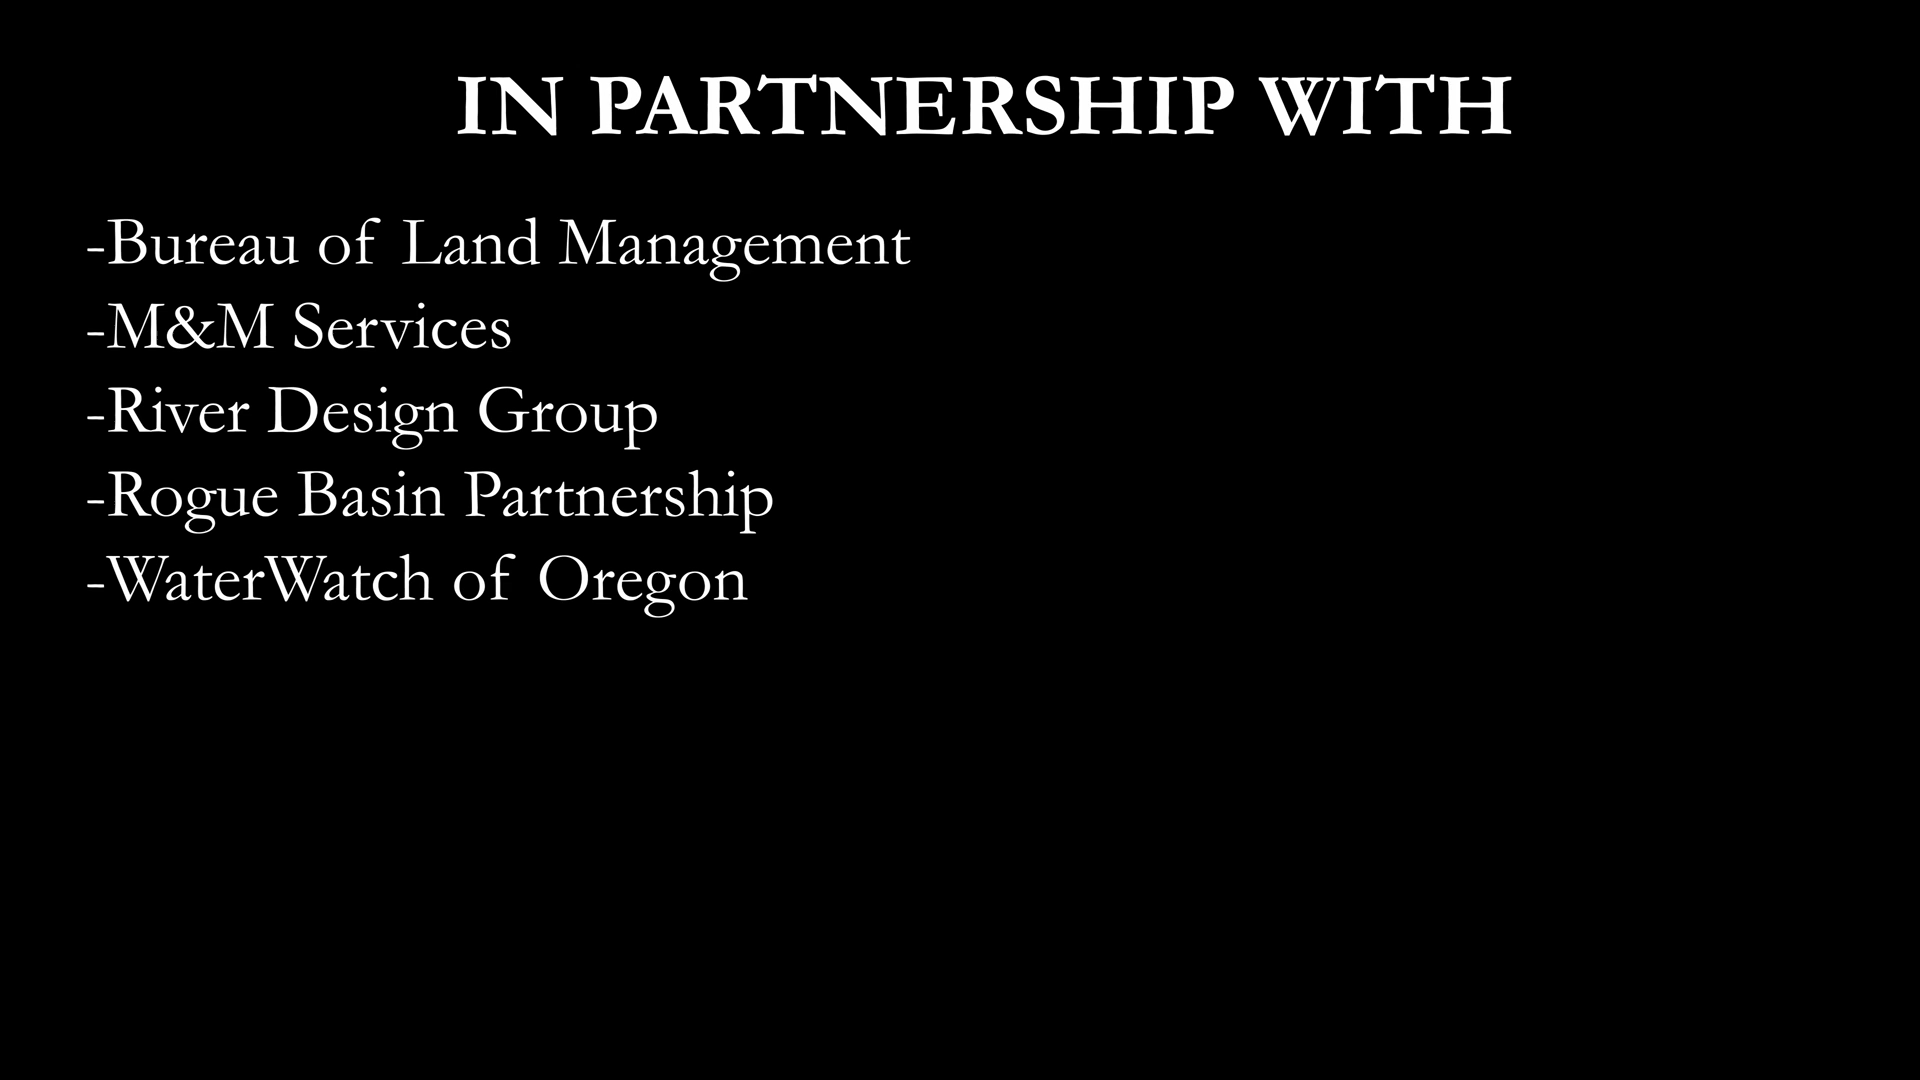 IN PARTNERSHIP WITH
-Bureau of Land Management
-M&M Services
-River Design Group
-Rogue Basin Partnership
-WaterWatch of Oregon